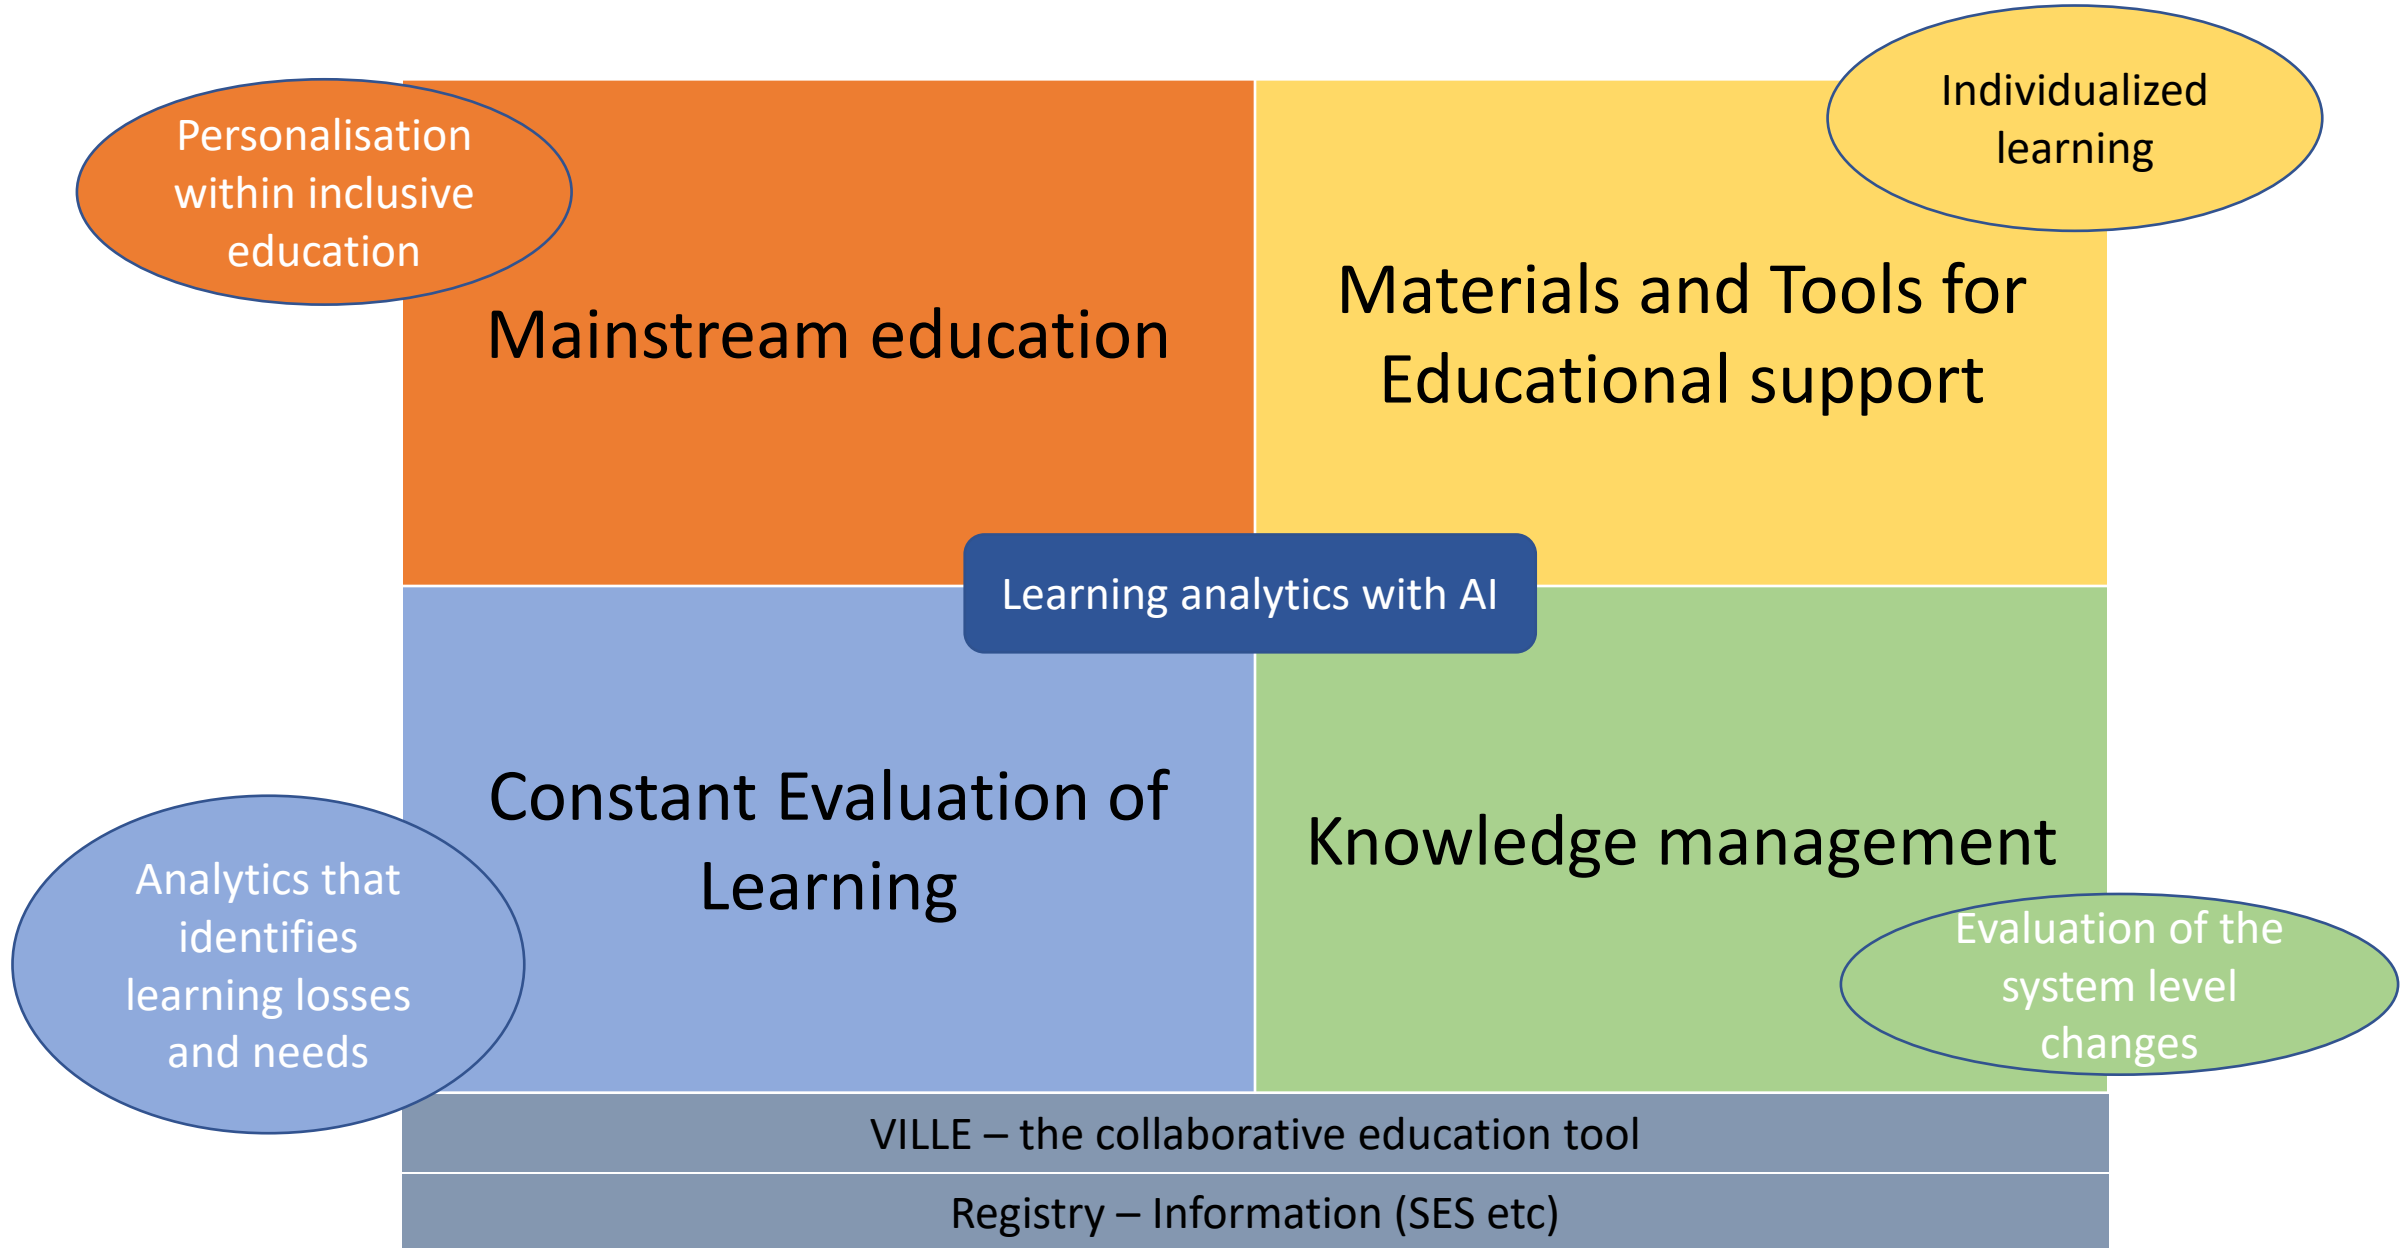 Personalisation
within inclusive
education
Mainstream education
Individualized
learning
Materials and Tools for
Educational support
Learning analytics with AI
Constant Evaluation of
Learning
Analytics that
identifies
learning losses
and needs
Knowledge management
Evaluation of the
system level
changes
VILLE – the collaborative education tool
Registry – Information (SES etc)